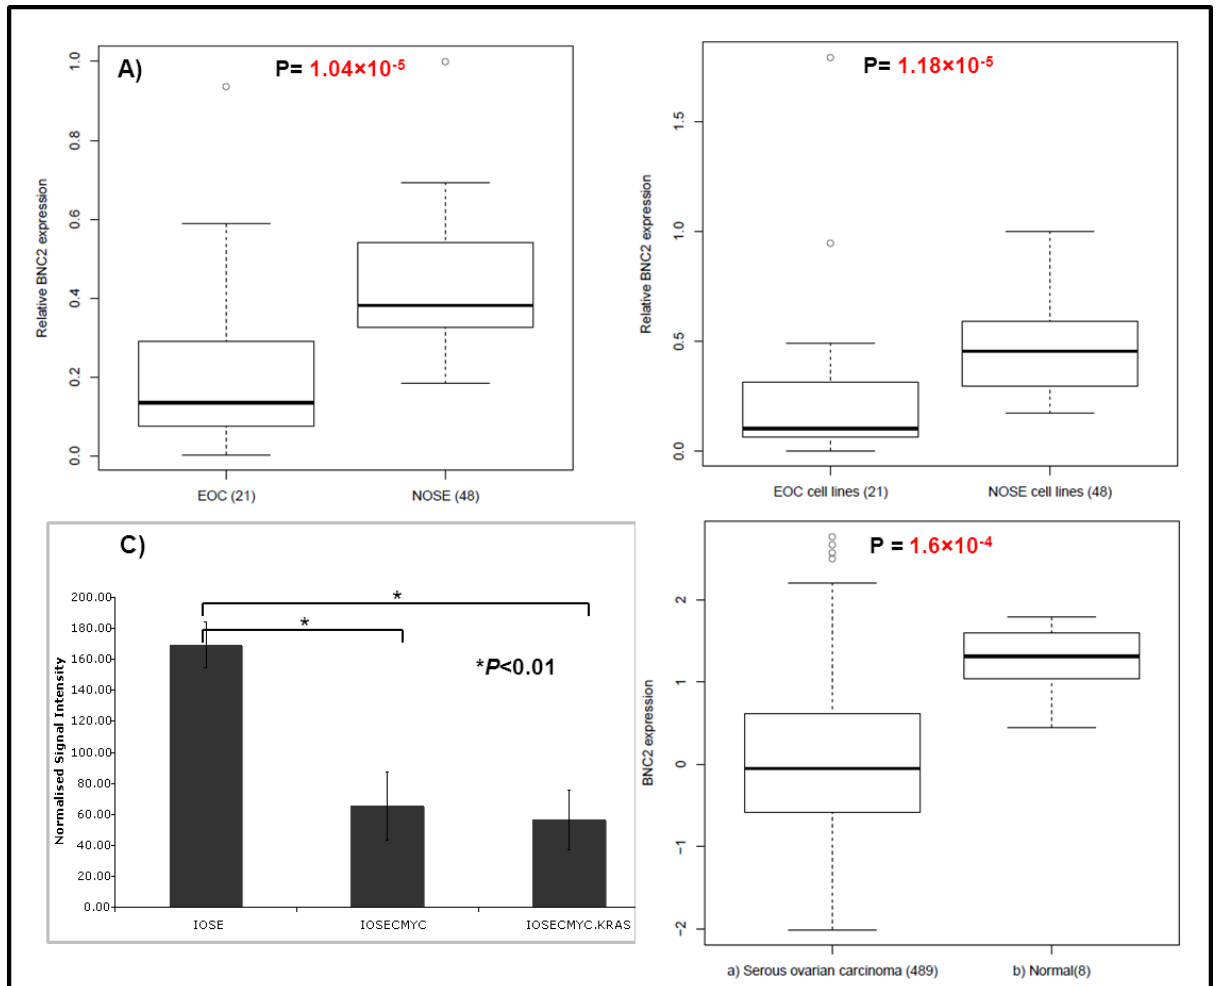 A)
P= 1.04×10-5
1.0
0.8
0.6
0.4
0.2
0.0
Relative BNC2 expression
EOC (21)
NOSE (48)
P= 1.18×10-5
1.5
1.0
0.5
0.0
Relative BNC2 expression
EOC cell lines (21)
NOSE cell lines (48)
C)
200.00
180.00
160.00
140.00
120.00
100.00
80.00
60.00
40.00
20.00
0.00
Normalised Signal Intensity
*
*
*P<0.01
IOSE
IOSECMYC
IOSECMYC.KRAS
P = 1.6×10-4
2
1
0
−1
−2
BNC2 expression
a) Serous ovarian carcinoma (489)
b) Normal(8)